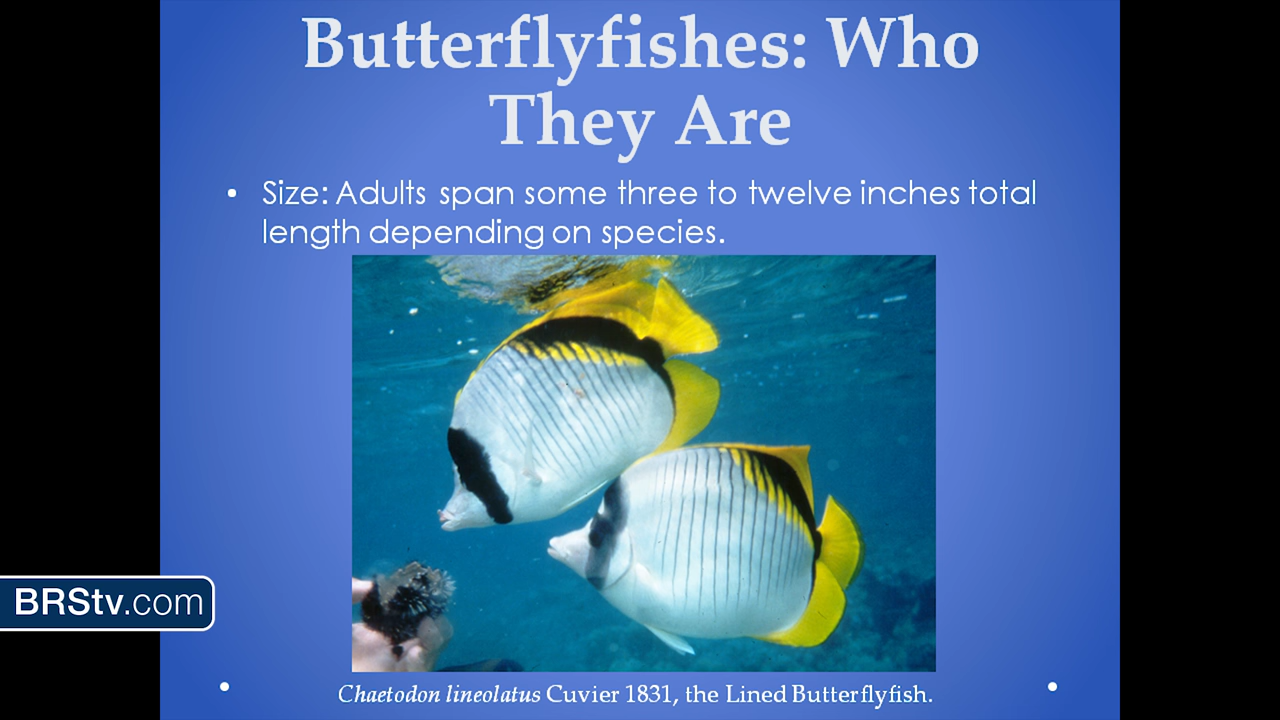 Butterflyfishes: Who
They Are
• Size: Adults span some three to twelve inches total
length depending on species.
BRStv.com
Chaetodon lineolatus Cuvier 1831, the Lined Butterflyfish.